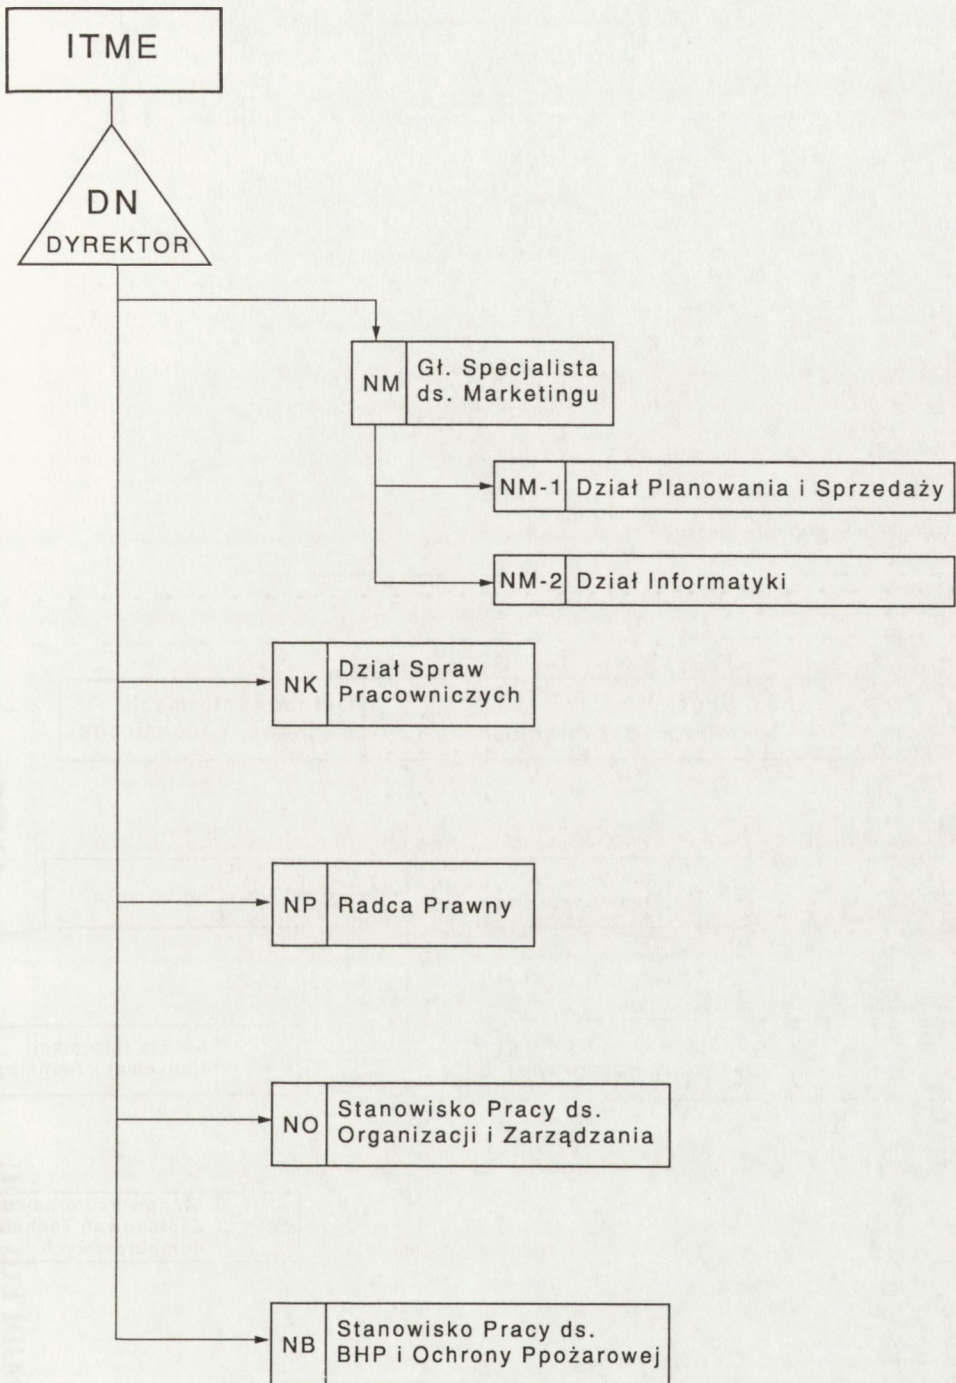 ITME
DN
DYREKTOR
NM
Gł. Specjalista
ds. Marketingu
NM-1 Dział Planowania i Sprzedaży
NM-2 Dział Informatyki
NK
Dział Spraw
Pracowniczych
NP Radca Prawny
NO
Stanowisko Pracy ds.
Organizacji i Zarządzania
NB
Stanowisko Pracy ds.
BHP i Ochrony Ppożarowej